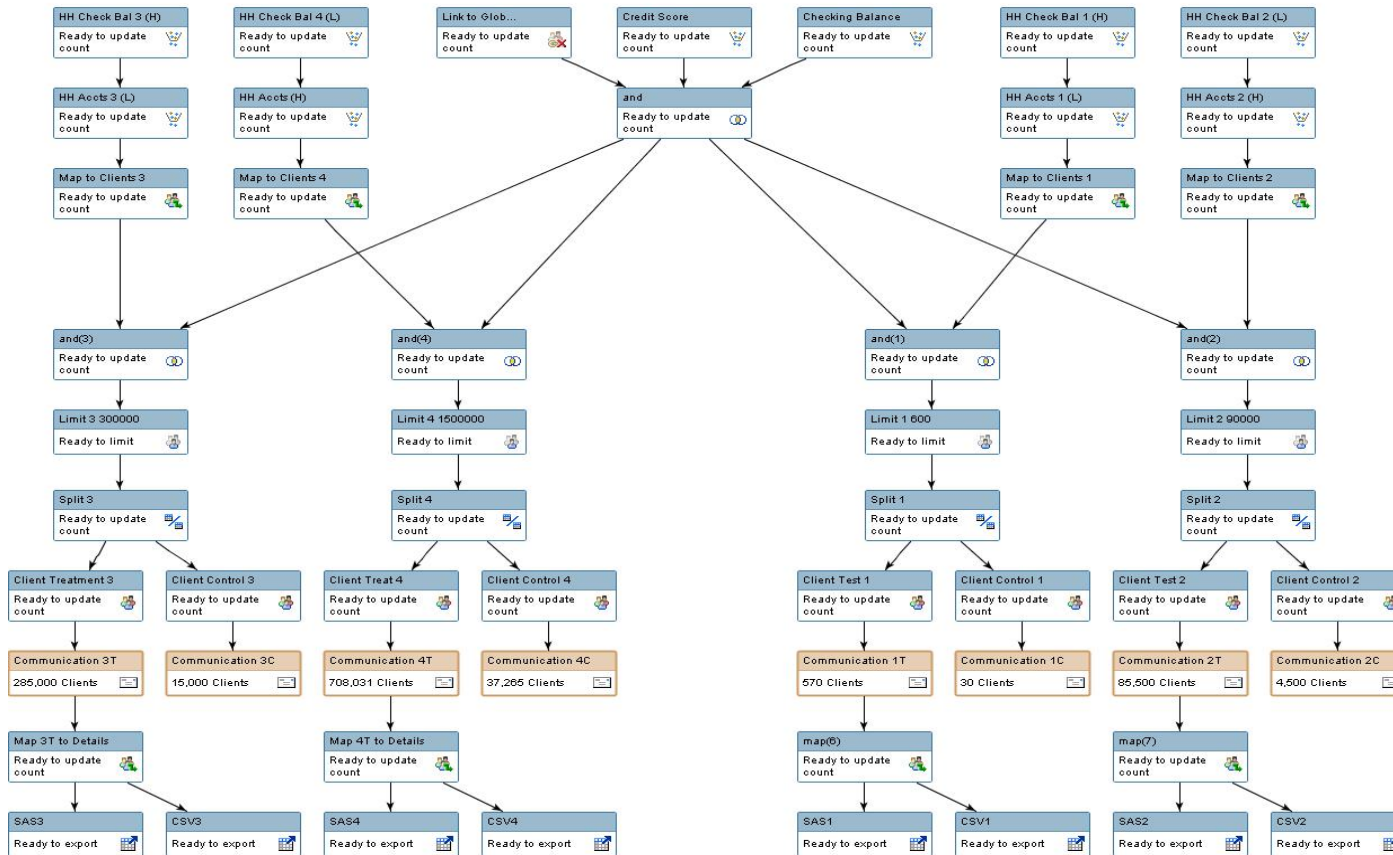 HH Check Bal 3 (H)
Ready to update
count
HH Check Bal 4 (L)
Ready to update
count
Link to Glob...
Ready to update
count
Credit Score
Ready to update
count
Checking Balance
Ready to update
count
HH Check Bal 1 (H)
Ready to update
count
HH Check Bal 2 (L)
Ready to update
count
HH Accts 3 (L)
Ready to update
count
HH Accts (H)
Ready to update
count
and
Ready to update
count
HH Accts 1 (L)
Ready to update
count
HH Accts 2 (H)
Ready to update
count
Map to Clients 3
Ready to update
count
Map to Clients 4
Ready to update
count
Map to Clients 1
Ready to update
count
Map to Clients 2
Ready to update
count
and(3)
Ready to update
count
and(4)
Ready to update
count
and(1)
Ready to update
count
and(2)
Ready to update
count
Limit 3 300000
Ready to limit
Limit 4 1500000
Ready to limit
Limit 1 600
Ready to limit
Limit 2 90000
Ready to limit
Split 3
Ready to update
count
Split 4
Ready to update
count
Split 1
Ready to update
count
Split 2
Ready to update
count
Client Treatment 3
Ready to update
count
Client Control 3
Ready to update
count
Client Treat 4
Ready to update
count
Client Control 4
Ready to update
count
Client Test 1
Ready to update
count
Client Control 1
Ready to update
count
Client Test 2
Ready to update
count
Client Control 2
Ready to update
count
Communication 3T
285,000 Clients
Communication 3C
15,000 Clients
Communication 4T
708,031 Clients
Communication 4C
37,265 Clients
Communication 1T
570 Clients
Communication 1C
30 Clients
Communication 2T
85,500 Clients
Communication 2C
4,500 Clients
Map 3T to Details
Ready to update
count
Map 4T to Details
Ready to update
count
map(6)
Ready to update
count
map(7)
Ready to update
count
SAS3
Ready to export
CSV3
Ready to export
SAS4
Ready to export
CSV4
Ready to export
SAS1
Ready to export
CSV1
Ready to export
SAS2
Ready to export
CSV2
Ready to export